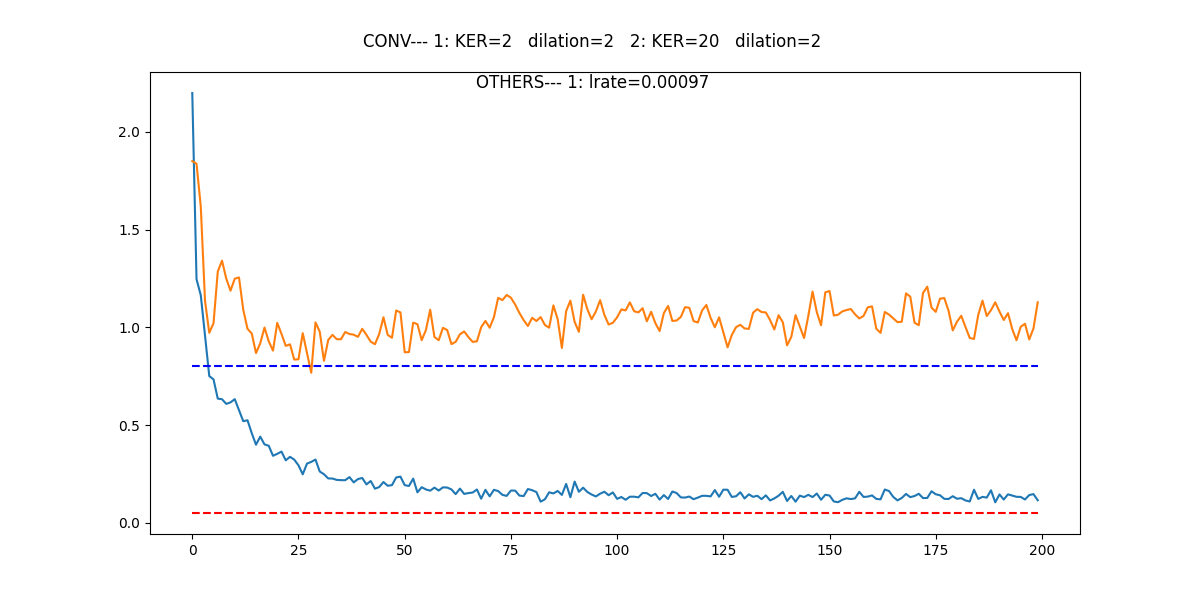 CONV--- 1: KER=2   dilation=2   2: KER=20   dilation=2
OTHERS--- 1: lrate=0.00097
2.0
1.5
1.0
0.5
0.0
0 25 50 75 100 125 150 175 200